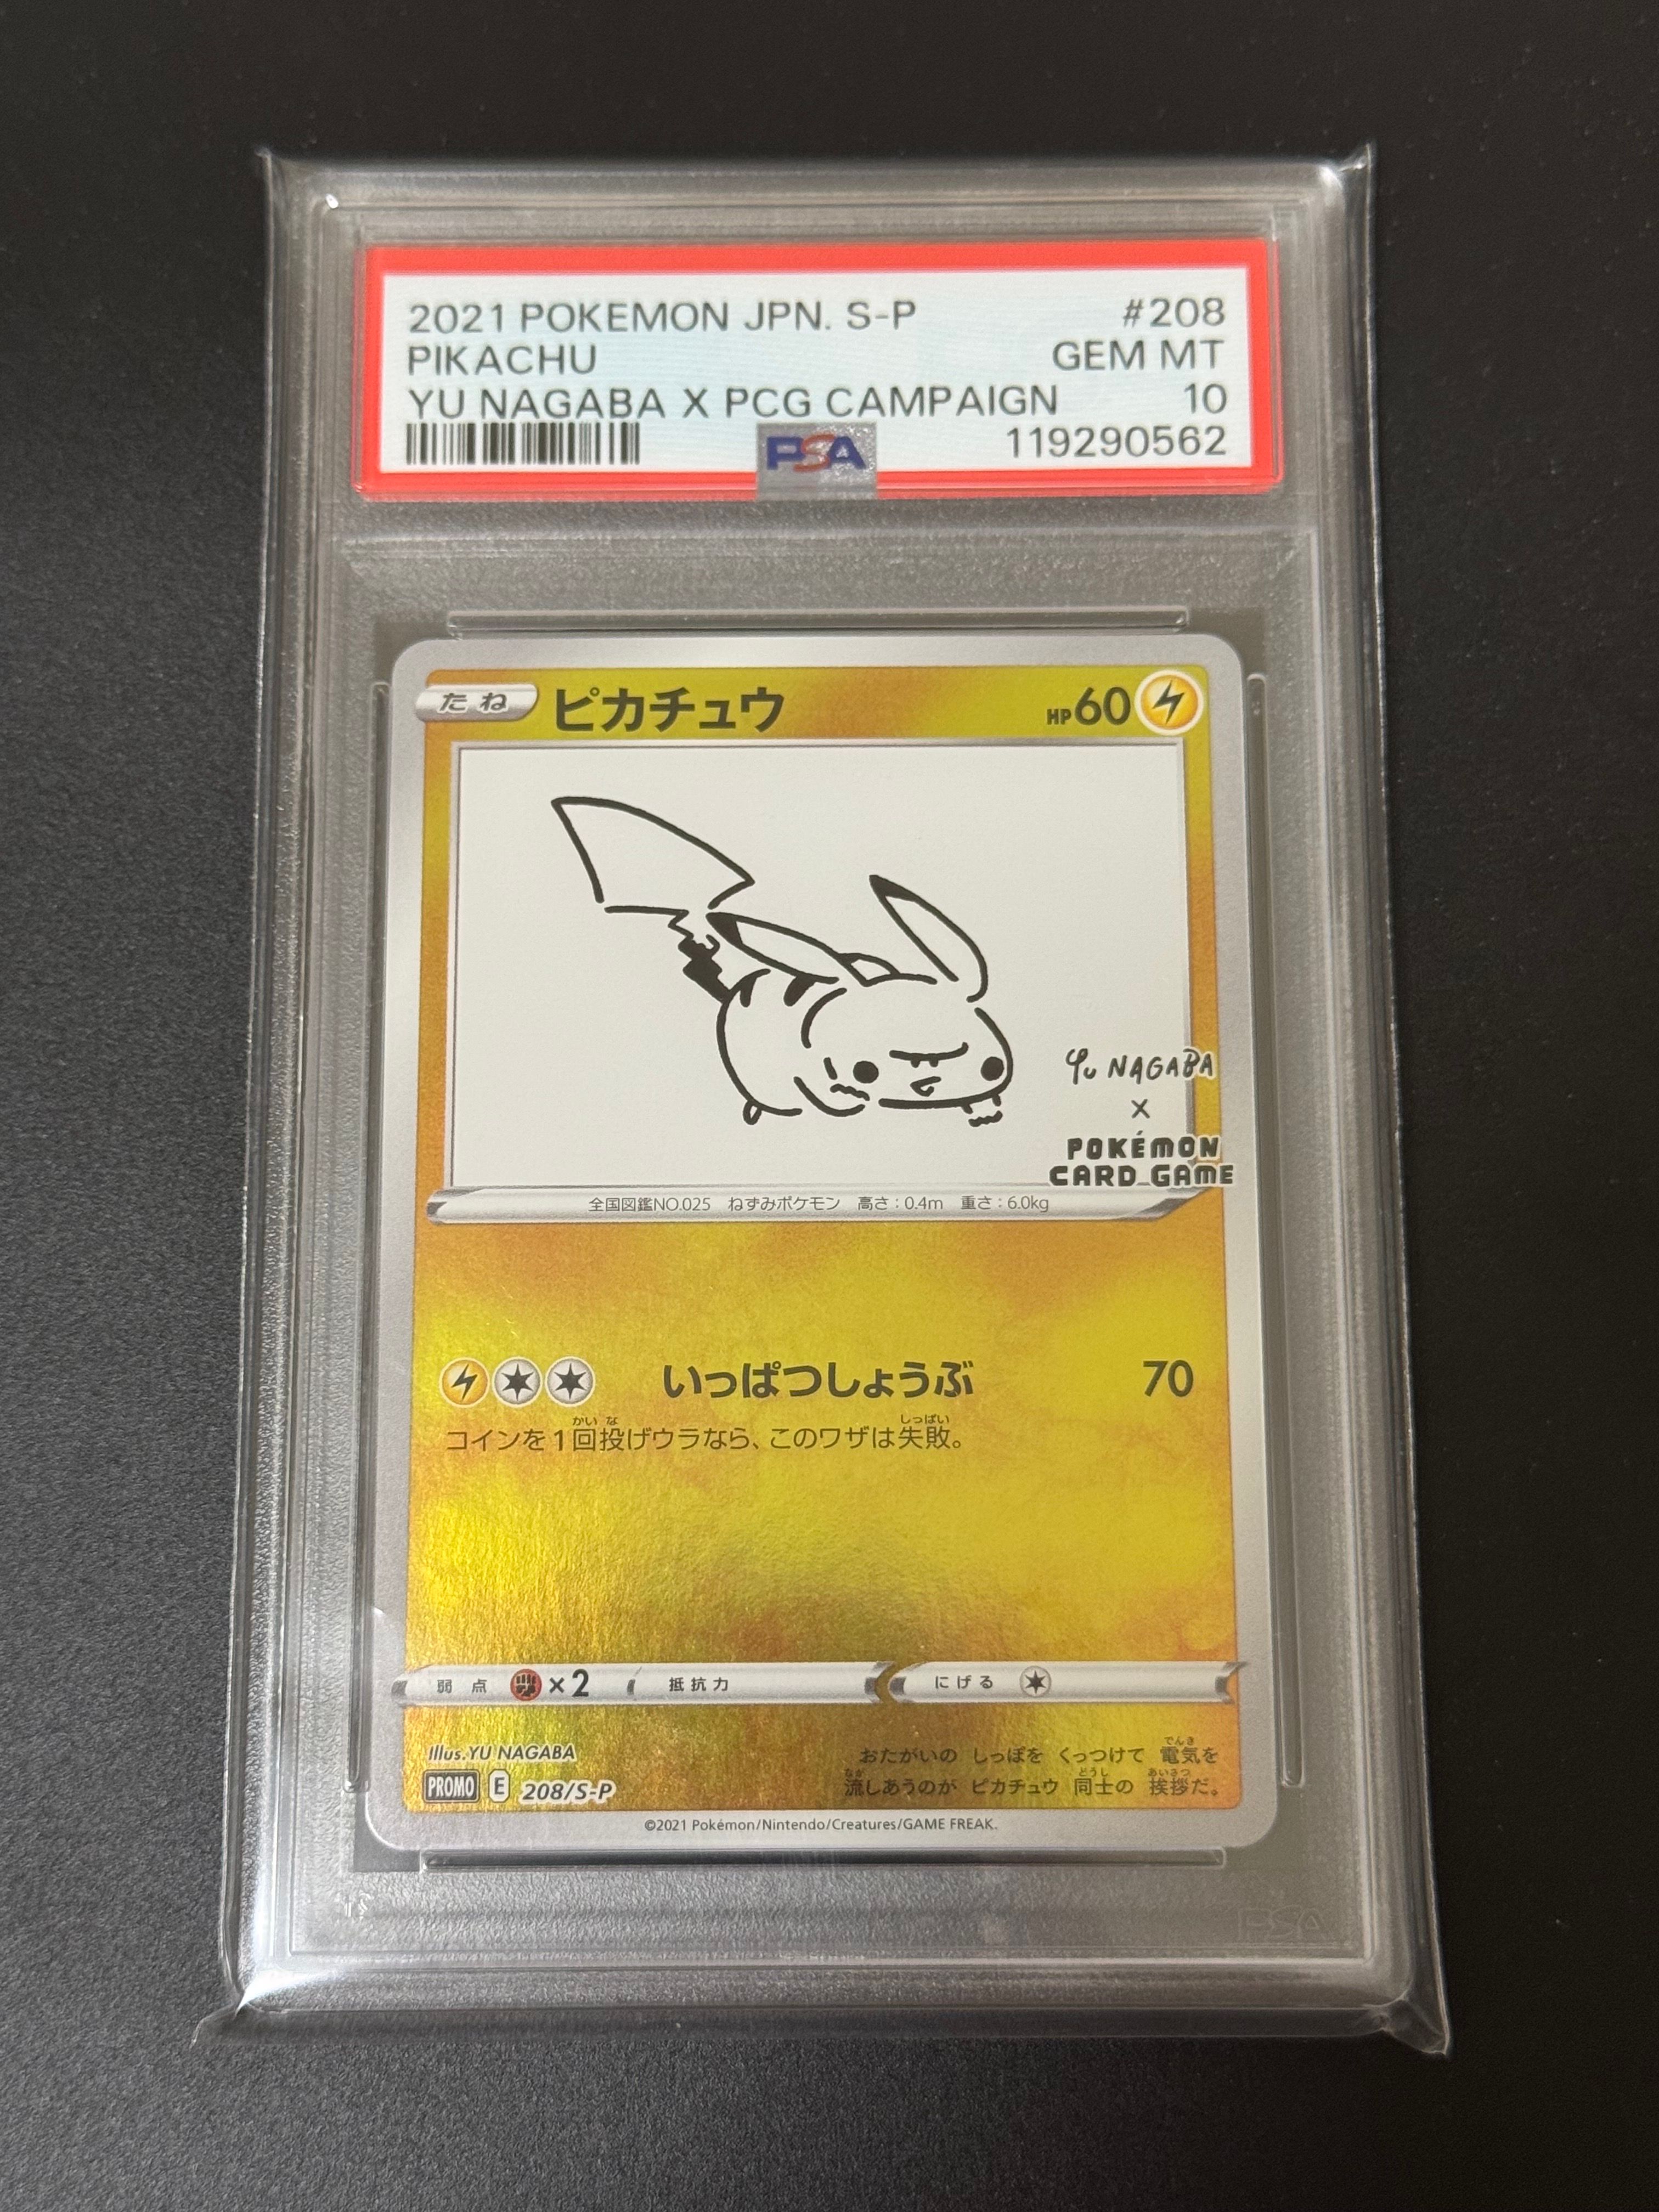 2021 POKEMON JPN. S-P #208
PIKACHU GEM MT
YU NAGABA X PCG CAMPAIGN 10
PSA 119290562
たね ピカチュウ HP60
Yu NAGABA
×
POKÉMON
CARD GAME
全国図鑑NO.025 ねずみポケモン 高さ:0.4m 重さ:6.0kg
いっぱつしょうぶ 70
コインを1回投げウラなら、このワザは失敗。
弱点 ×2 抵抗力 にげる
Illus.YU NAGABA
PROMO E 208/S-P
おたがいの しっぽを くっつけて 電気を
流しあうのが ピカチュウ 同士の 挨拶だ。
©2021 Pokémon/Nintendo/Creatures/GAME FREAK.
PSA